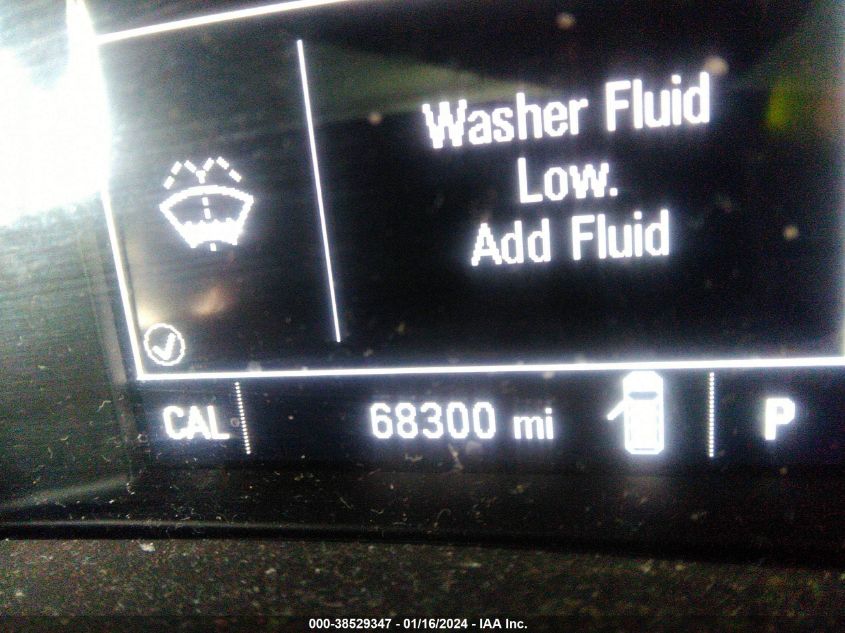 Washer Fluid
Low.
Add Fluid
CAL 68300 mi P
000-38529347 - 01/16/2024 - IAA Inc.